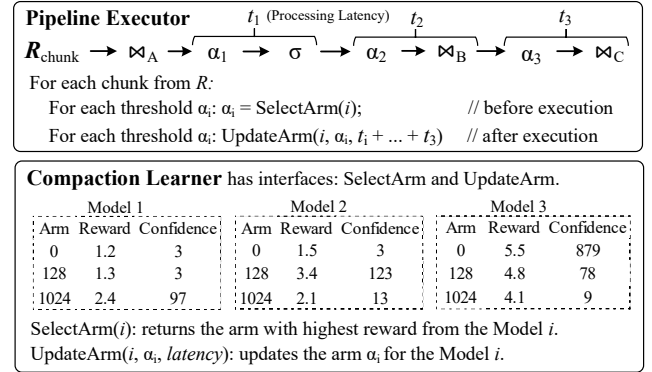 Pipeline Executor
t₁ (Processing Latency) t₂ t₃
R_chunk → ⋈_A → α₁ → σ → α₂ → ⋈_B → α₃ → ⋈_C
For each chunk from R:
For each threshold αᵢ: αᵢ = SelectArm(i); // before execution
For each threshold αᵢ: UpdateArm(i, αᵢ, tᵢ + ... + t₃) // after execution
Compaction Learner has interfaces: SelectArm and UpdateArm.
Model 1 Model 2 Model 3
Arm Reward Confidence Arm Reward Confidence Arm Reward Confidence
0 1.2 3 0 1.5 3 0 5.5 879
128 1.3 3 128 3.4 123 128 4.8 78
1024 2.4 97 1024 2.1 13 1024 4.1 9
SelectArm(i): returns the arm with highest reward from the Model i.
UpdateArm(i, αᵢ, latency): updates the arm αᵢ for the Model i.